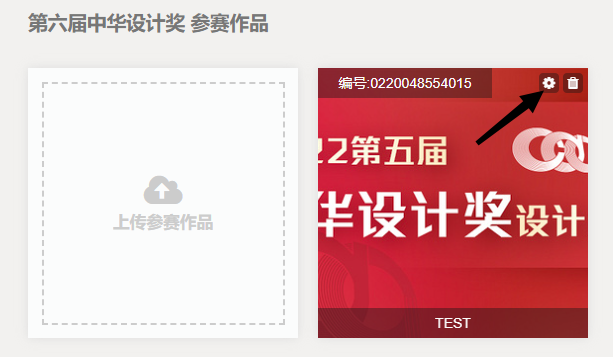 第六届中华设计奖 参赛作品
上传参赛作品
编号:0220048554015
22第五届
华设计奖设计
TEST